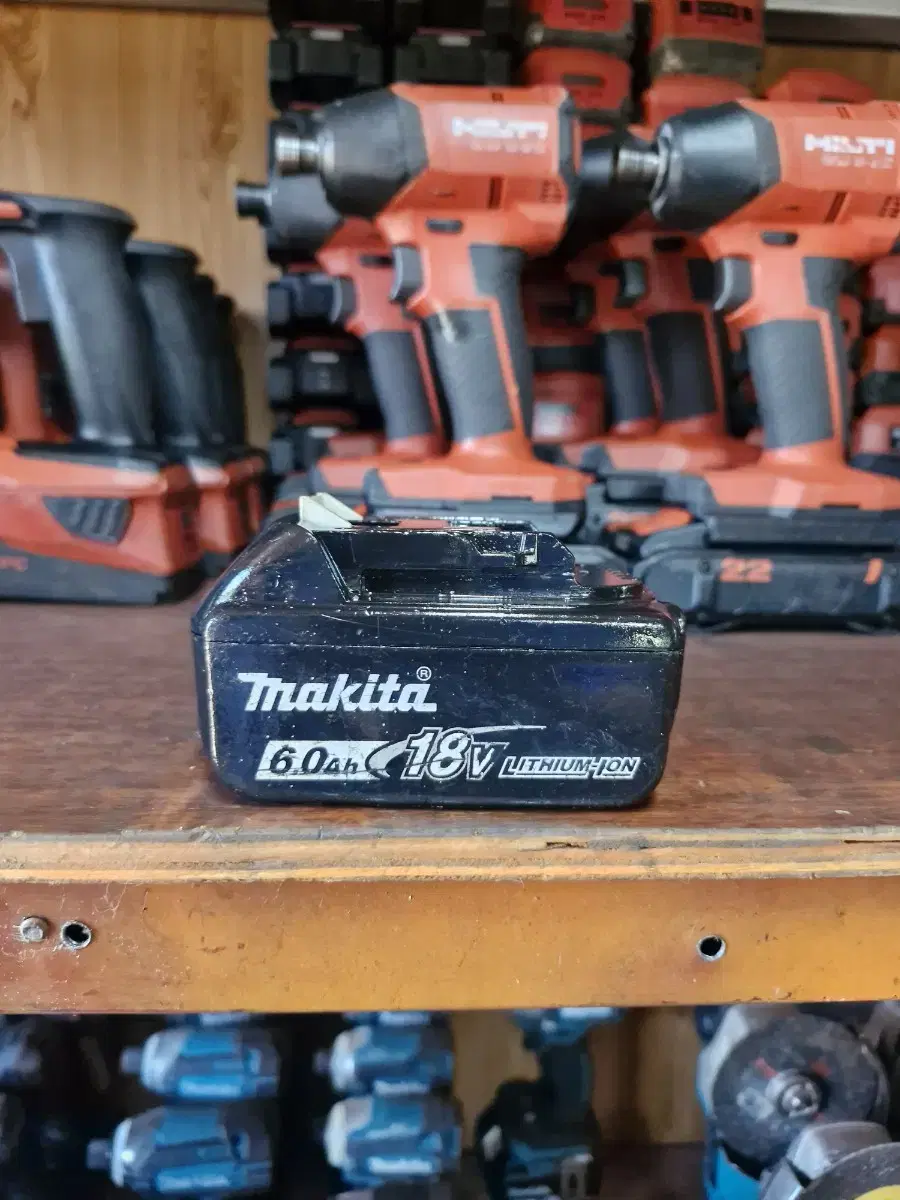 HILTI
HILTI
22
makita®
6.0Ah 18V LITHIUM-ION